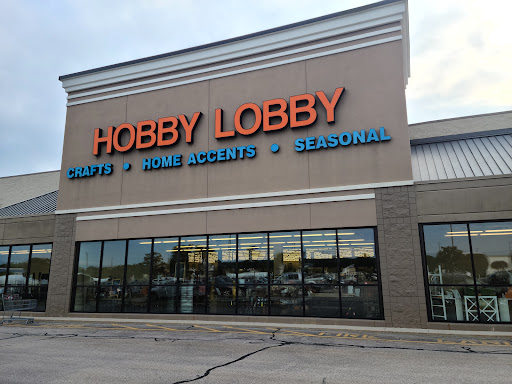 HOBBY LOBBY
CRAFTS • HOME ACCENTS • SEASONAL